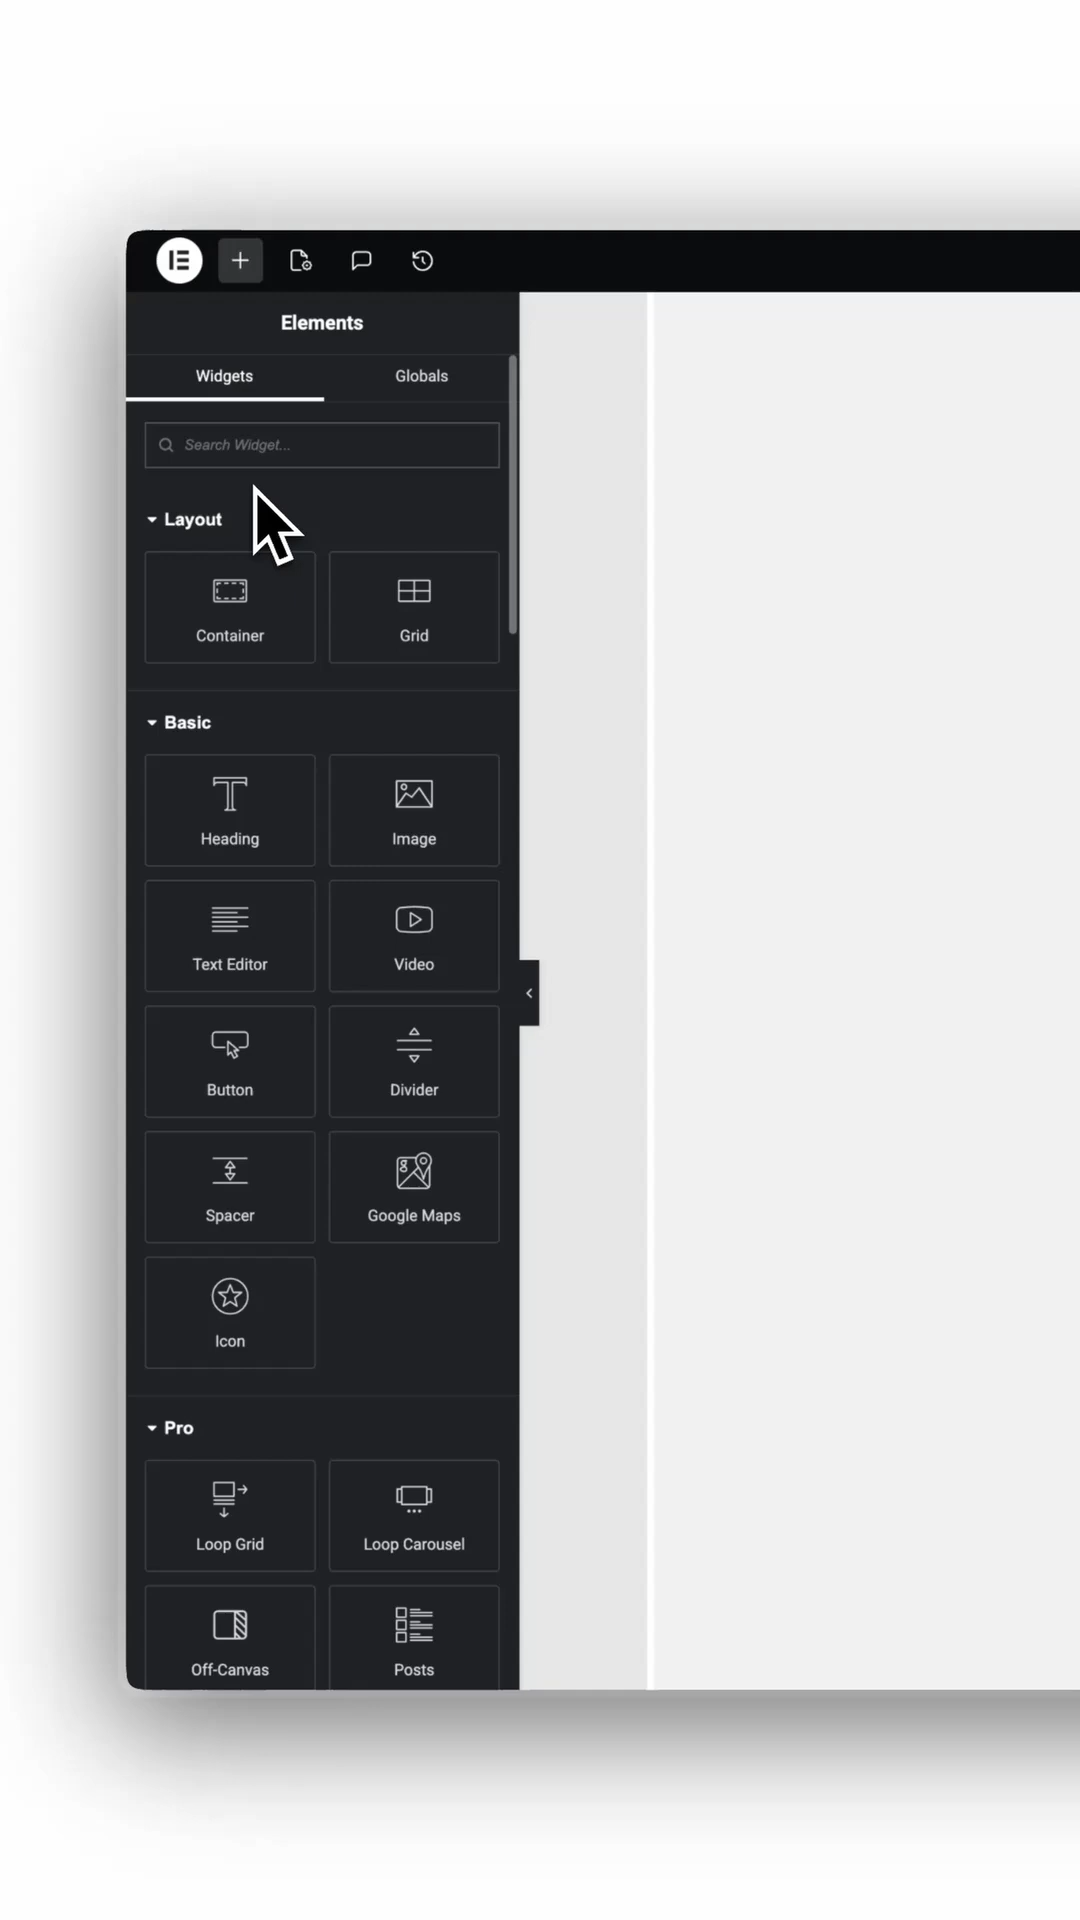 Elements
Widgets Globals
Search Widget...
Layout
Container Grid
Basic
Heading Image
Text Editor Video
Button Divider
Spacer Google Maps
Icon
Pro
Loop Grid Loop Carousel
Off-Canvas Posts